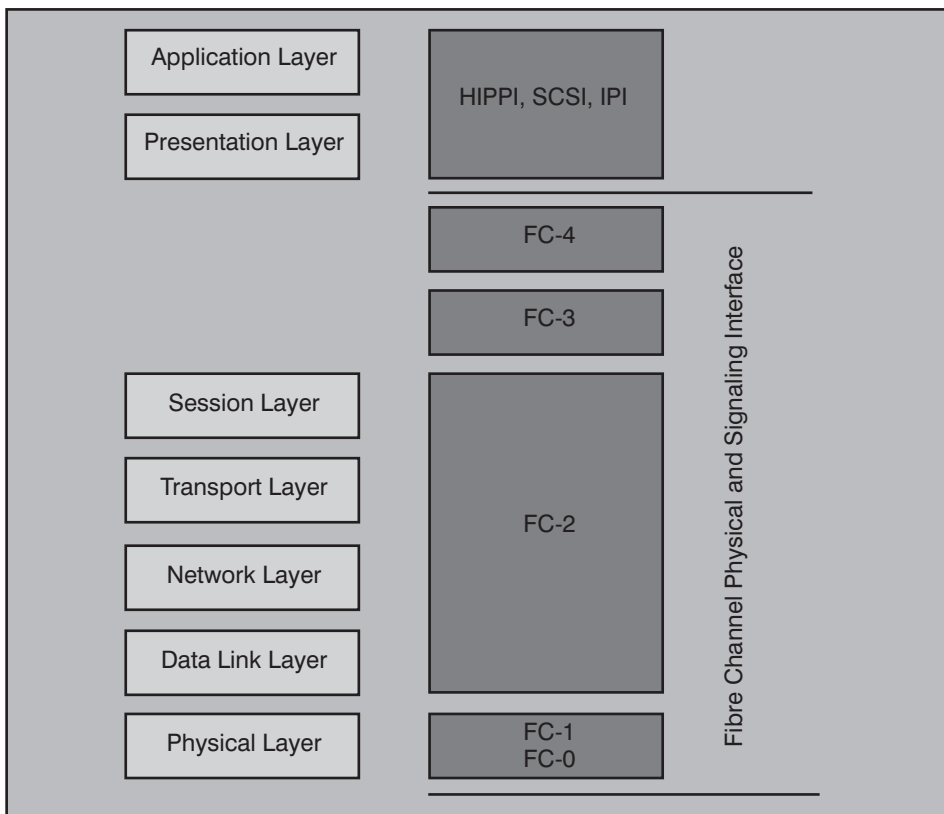 Application Layer
Presentation Layer
HIPPI, SCSI, IPI
FC-4
FC-3
Session Layer
Transport Layer
Network Layer
Data Link Layer
FC-2
Physical Layer
FC-1
FC-0
Fibre Channel Physical and Signaling Interface